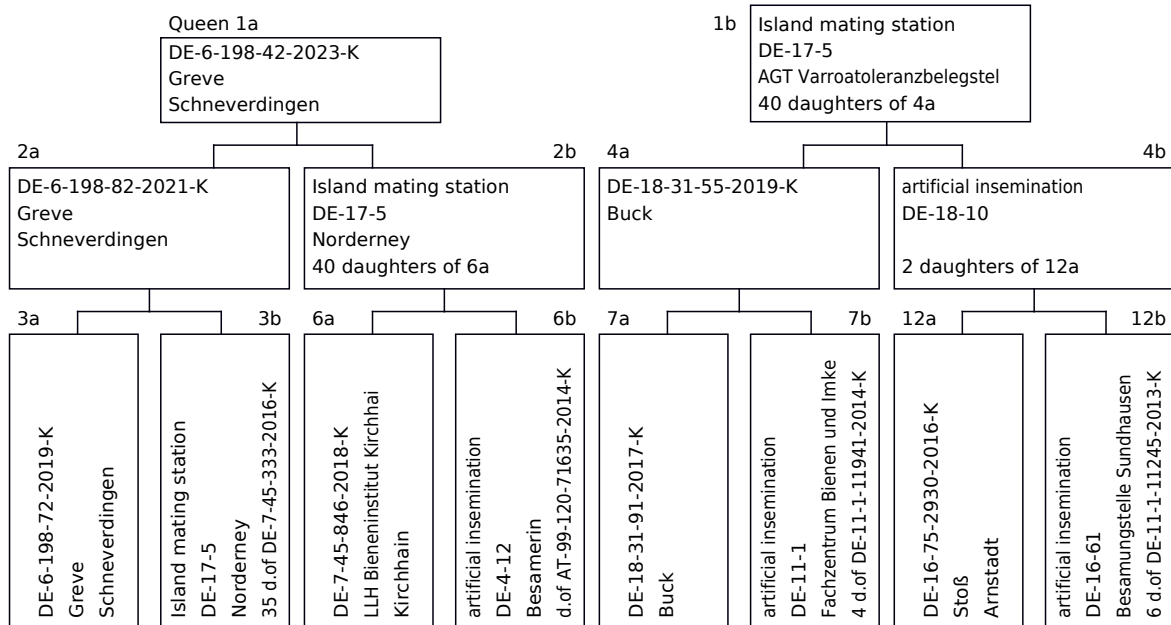 Queen 1a
DE-6-198-42-2023-K
Greve
Schneverdingen
1b
Island mating station
DE-17-5
AGT Varroatoleranzbelegstel
40 daughters of 4a
2a
DE-6-198-82-2021-K
Greve
Schneverdingen
2b
Island mating station
DE-17-5
Norderney
40 daughters of 6a
4a
DE-18-31-55-2019-K
Buck
4b
artificial insemination
DE-18-10
2 daughters of 12a
3a
DE-6-198-72-2019-K
Greve
Schneverdingen
3b
Island mating station
DE-17-5
Norderney
35 d.of DE-7-45-333-2016-K
6a
DE-7-45-846-2018-K
LLH Bieneninstitut Kirchhai
Kirchhain
6b
artificial insemination
DE-4-12
Besamerin
d.of AT-99-120-71635-2014-K
7a
DE-18-31-91-2017-K
Buck
7b
artificial insemination
DE-11-1
Fachzentrum Bienen und Imke
4 d.of DE-11-1-11941-2014-K
12a
DE-16-75-2930-2016-K
Stoß
Arnstadt
12b
artificial insemination
DE-16-61
Besamungstelle Sundhausen
6 d.of DE-11-1-11245-2013-K